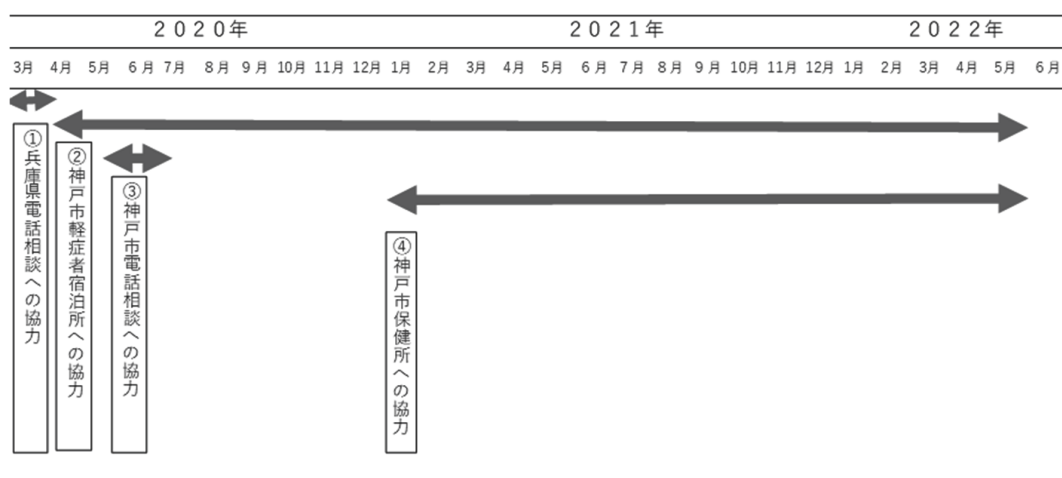 ２０２０年 ２０２１年 ２０２２年
3月 4月 5月 6月 7月 8月 9月 10月 11月 12月 1月 2月 3月 4月 5月 6月 7月 8月 9月 10月 11月 12月 1月 2月 3月 4月 5月 6月
①兵庫県電話相談への協力
②神戸市軽症者宿泊所への協力
③神戸市電話相談への協力
④神戸市保健所への協力